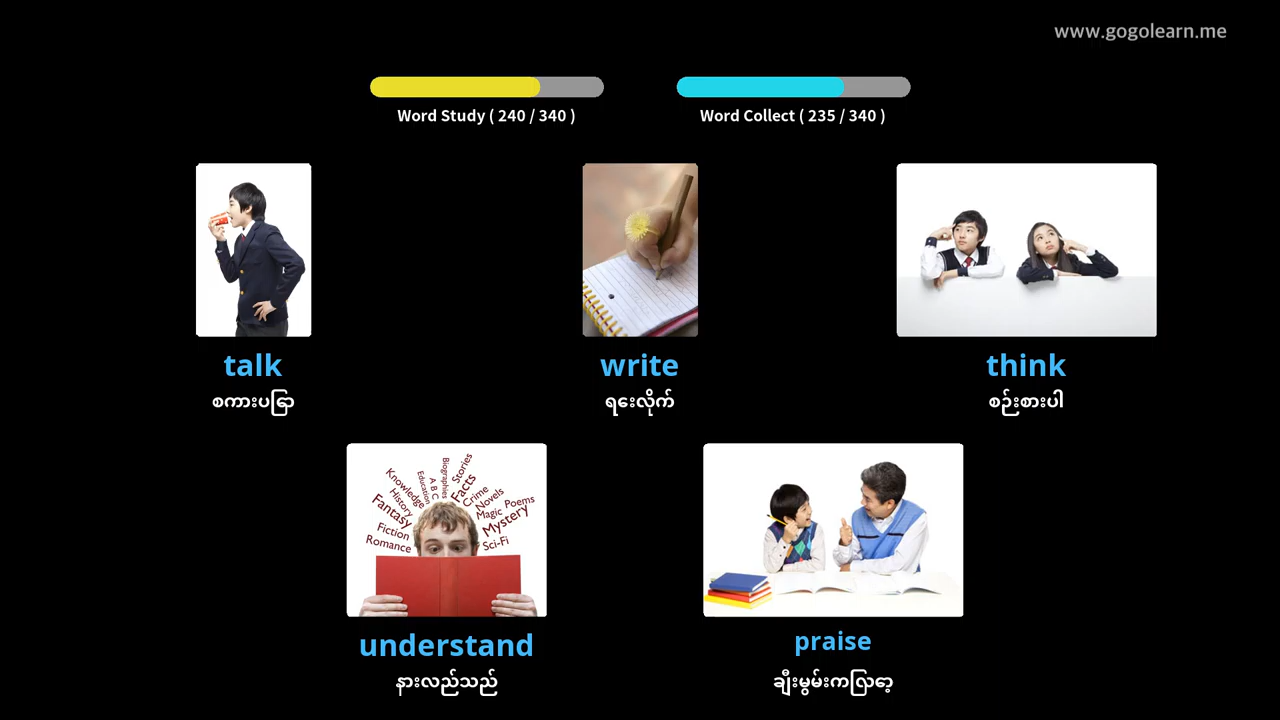 www.gogolearn.me
Word Study ( 240 / 340 )
Word Collect ( 235 / 340 )
talk
စကားပြော
write
ရေးလိုက်
think
စဉ်းစားပါ
Knowledge
History
Fantasy
Fiction
Romance
Education
A B C
Biographies
Stories
Facts
Crime
Novels
Magic
Poems
Mystery
Sci-Fi
understand
နားလည်သည်
praise
ချီးမွမ်းကြလော့